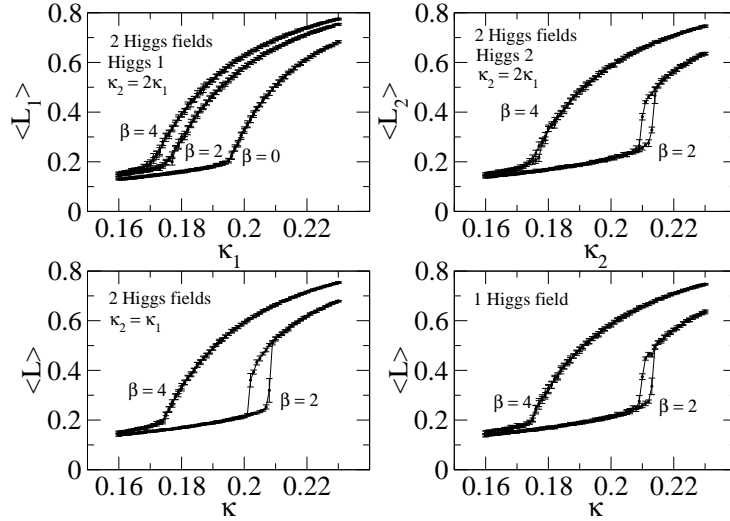 0.8
0.6
0.4
0.2
0
<L₁>
2 Higgs fields
Higgs 1
κ₂ = 2κ₁
β = 4
β = 2
β = 0
0.16 0.18 0.2 0.22
κ₁
0.8
0.6
0.4
0.2
0
<L₂>
2 Higgs fields
Higgs 2
κ₂ = 2κ₁
β = 4
β = 2
0.16 0.18 0.2 0.22
κ₂
0.8
0.6
0.4
0.2
0
<L>
2 Higgs fields
κ₂ = κ₁
β = 4
β = 2
0.16 0.18 0.2 0.22
κ
0.8
0.6
0.4
0.2
0
<L>
1 Higgs field
β = 4
β = 2
0.16 0.18 0.2 0.22
κ